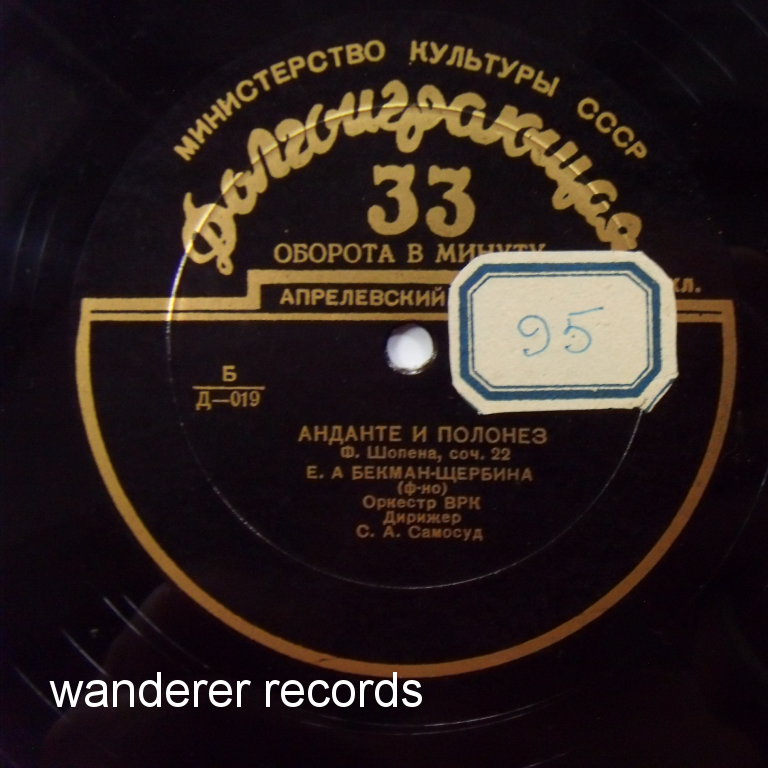 МИНИСТЕРСТВО КУЛЬТУРЫ СССР
Долгоиграющая
33
ОБОРОТА В МИНУТУ
АПРЕЛЕВСКИЙ
95
Б
Д—019
АНДАНТЕ И ПОЛОНЕЗ
Ф. Шопена, соч. 22
Е. А БЕКМАН-ЩЕРБИНА
(ф-но)
Оркестр ВРК
Дирижер
С. А. Самосуд
wanderer records